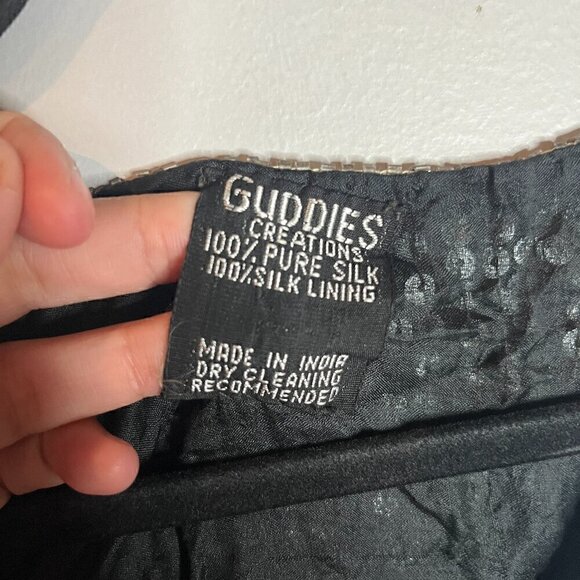 GUDDIES
CREATIONS
100% PURE SILK
100% SILK LINING
MADE IN INDIA
DRY CLEANING
RECOMMENDED